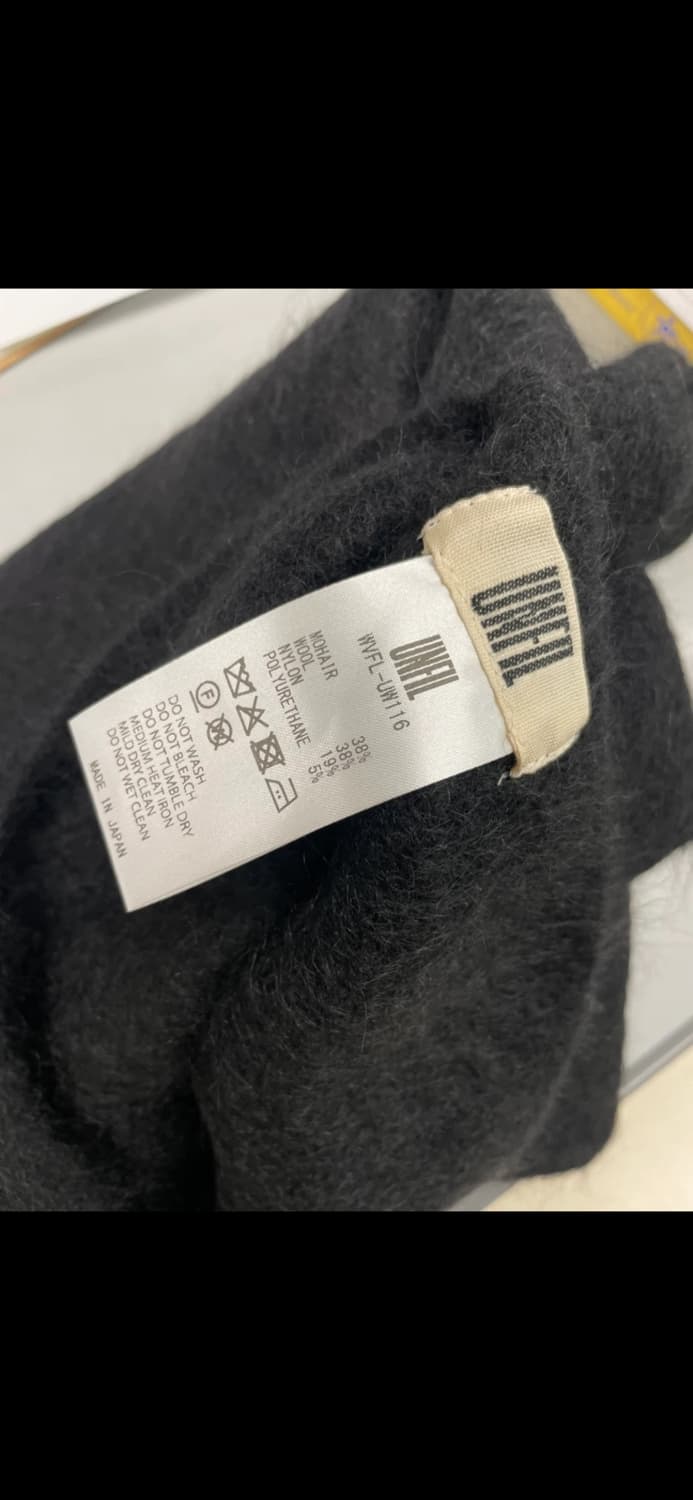 UNFIL
UNFIL
WVFL-UW116
MOHAIR 38%
WOOL 38%
NYLON 19%
POLYURETHANE 5%
F
DO NOT WASH
DO NOT BLEACH
DO NOT TUMBLE DRY
MEDIUM HEAT IRON
MILD DRY CLEAN
DO NOT WET CLEAN
MADE IN JAPAN